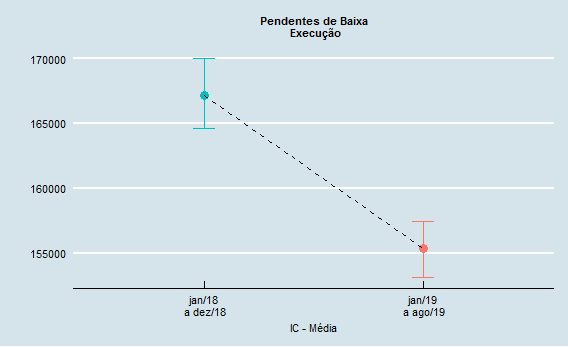 Pendentes de Baixa
Execução
170000
165000
160000
155000
jan/18
a dez/18
jan/19
a ago/19
IC - Média